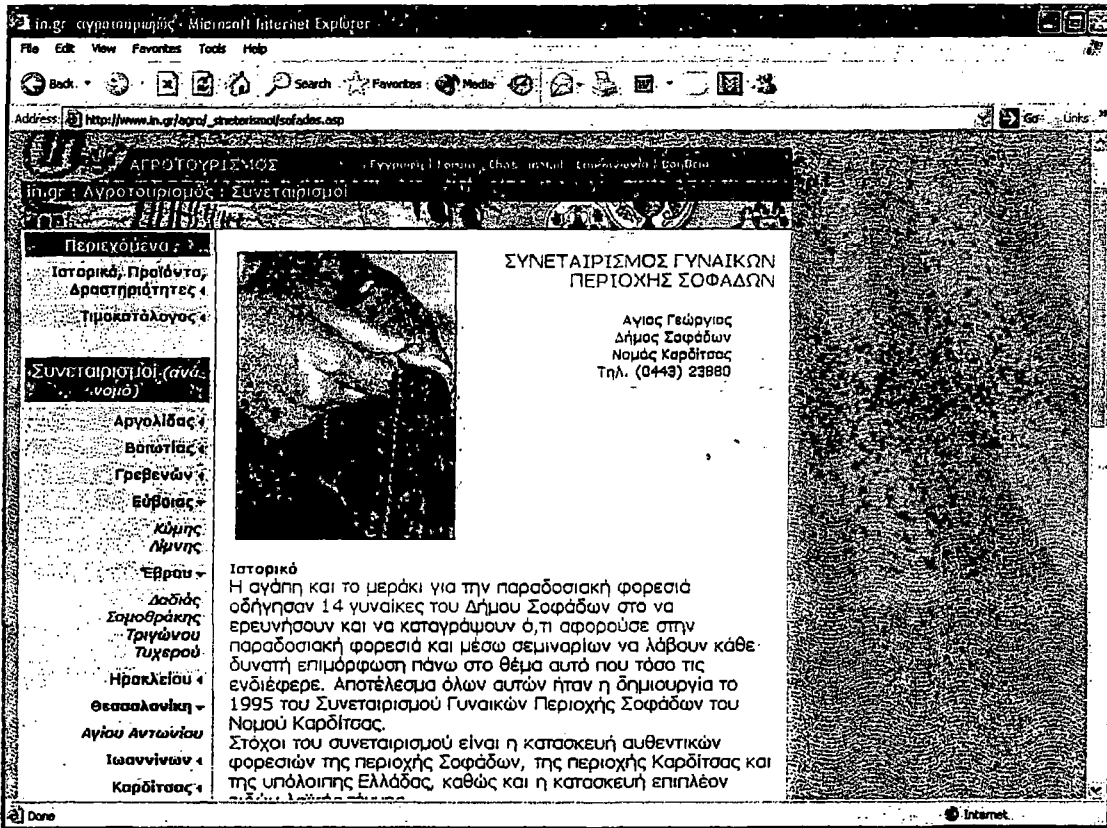 in.gr αγροτουρισμός - Microsoft Internet Explorer
File Edit View Favorites Tools Help
Back Search Favorites Media
Address http://www.in.gr/agro/_sineterismoi/sofades.asp Go Links
in.gr ΑΓΡΟΤΟΥΡΙΣΜΟΣ
in.gr : Αγροτουρισμός : Συνεταιρισμοί
Περιεχόμενα
Ιστορικό, Προϊόντα,
Δραστηριότητες
Τιμοκατάλογος
Συνεταιρισμοί (ανά
νομό)
Αργολίδας
Βοιωτίας
Γρεβενών
Εύβοιας
Κύμης
Λίμνης
Έβρου
Δαδιάς
Σαμοθράκης
Τριγώνου
Τυχερού
Ηρακλείου
Θεσσαλονίκη
Αγίου Αντωνίου
Ιωαννίνων
Καρδίτσας
ΣΥΝΕΤΑΙΡΙΣΜΟΣ ΓΥΝΑΙΚΩΝ
ΠΕΡΙΟΧΗΣ ΣΟΦΑΔΩΝ
Αγιος Γεώργιος
Δήμος Σοφάδων
Νομός Καρδίτσας
Τηλ. (0443) 23880
Ιστορικό
Η αγάπη και το μεράκι για την παραδοσιακή φορεσιά
οδήγησαν 14 γυναίκες του Δήμου Σοφάδων στο να
ερευνήσουν και να καταγράψουν ό,τι αφορούσε στην
παραδοσιακή φορεσιά και μέσω σεμιναρίων να λάβουν κάθε
δυνατή επιμόρφωση πάνω στο θέμα αυτό που τόσο τις
ενδιέφερε. Αποτέλεσμα όλων αυτών ήταν η δημιουργία το
1995 του Συνεταιρισμού Γυναικών Περιοχής Σοφάδων του
Νομού Καρδίτσας.
Στόχοι του συνεταιρισμού είναι η κατασκευή αυθεντικών
φορεσιών της περιοχής Σοφάδων, της περιοχής Καρδίτσας και
της υπόλοιπης Ελλάδας, καθώς και η κατασκευή επιπλέον
Done Internet